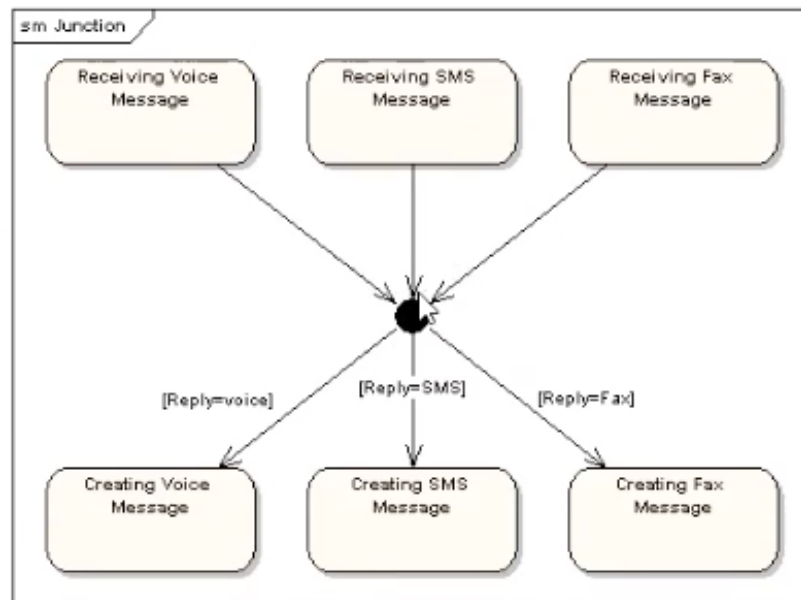 sm Junction
Receiving Voice
Message
Receiving SMS
Message
Receiving Fax
Message
[Reply=voice]
[Reply=SMS]
[Reply=Fax]
Creating Voice
Message
Creating SMS
Message
Creating Fax
Message